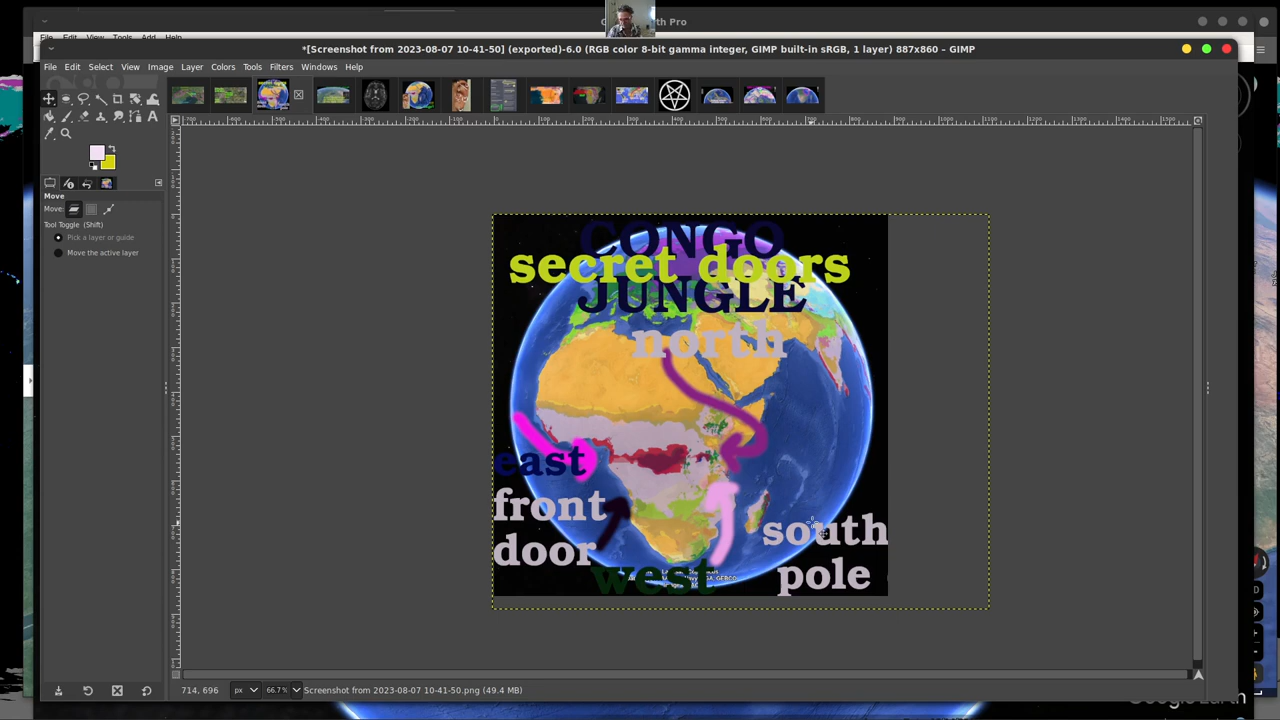 *[Screenshot from 2023-08-07 10-41-50] (exported)-6.0 (RGB color 8-bit gamma integer, GIMP built-in sRGB, 1 layer) 887x860 – GIMP
File Edit Select View Image Layer Colors Tools Filters Windows Help
Move
Move:
Tool Toggle (Shift)
Pick a layer or guide
Move the active layer
CONGO
secret doors
JUNGLE
north
east
front
door
west
south
pole
714, 696 px 66.7% Screenshot from 2023-08-07 10-41-50.png (49.4 MB)